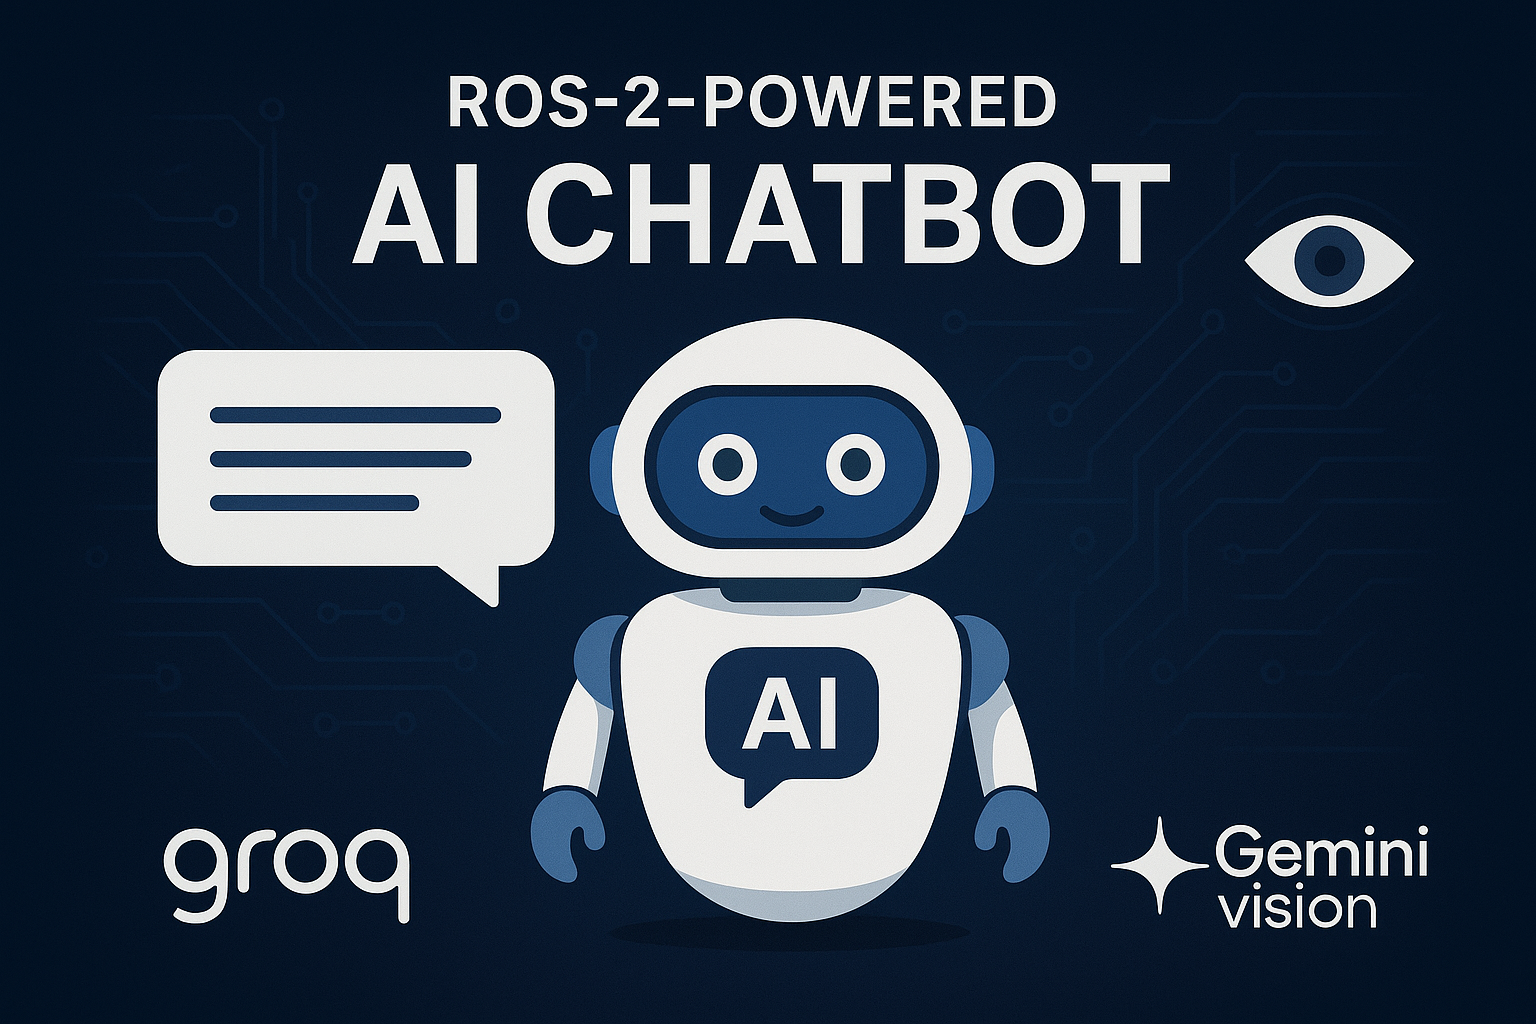 ROS-2-POWERED
AI CHATBOT
AI
groq
Gemini
vision